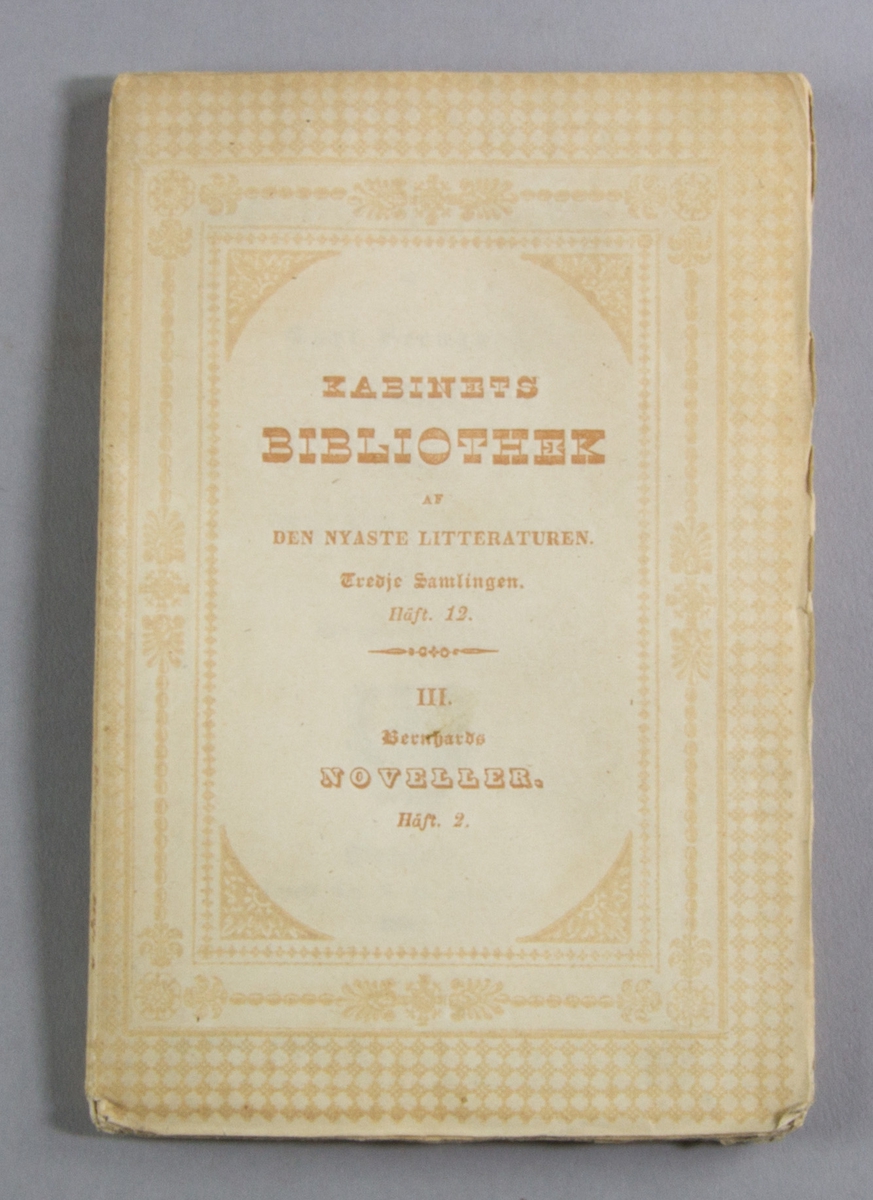 KABINETS
BIBLIOTHEK
AF
DEN NYASTE LITTERATUREN.
Tredje Samlingen.
Häft. 12.
III.
Bernhards
NOVELLER.
Häft. 2.